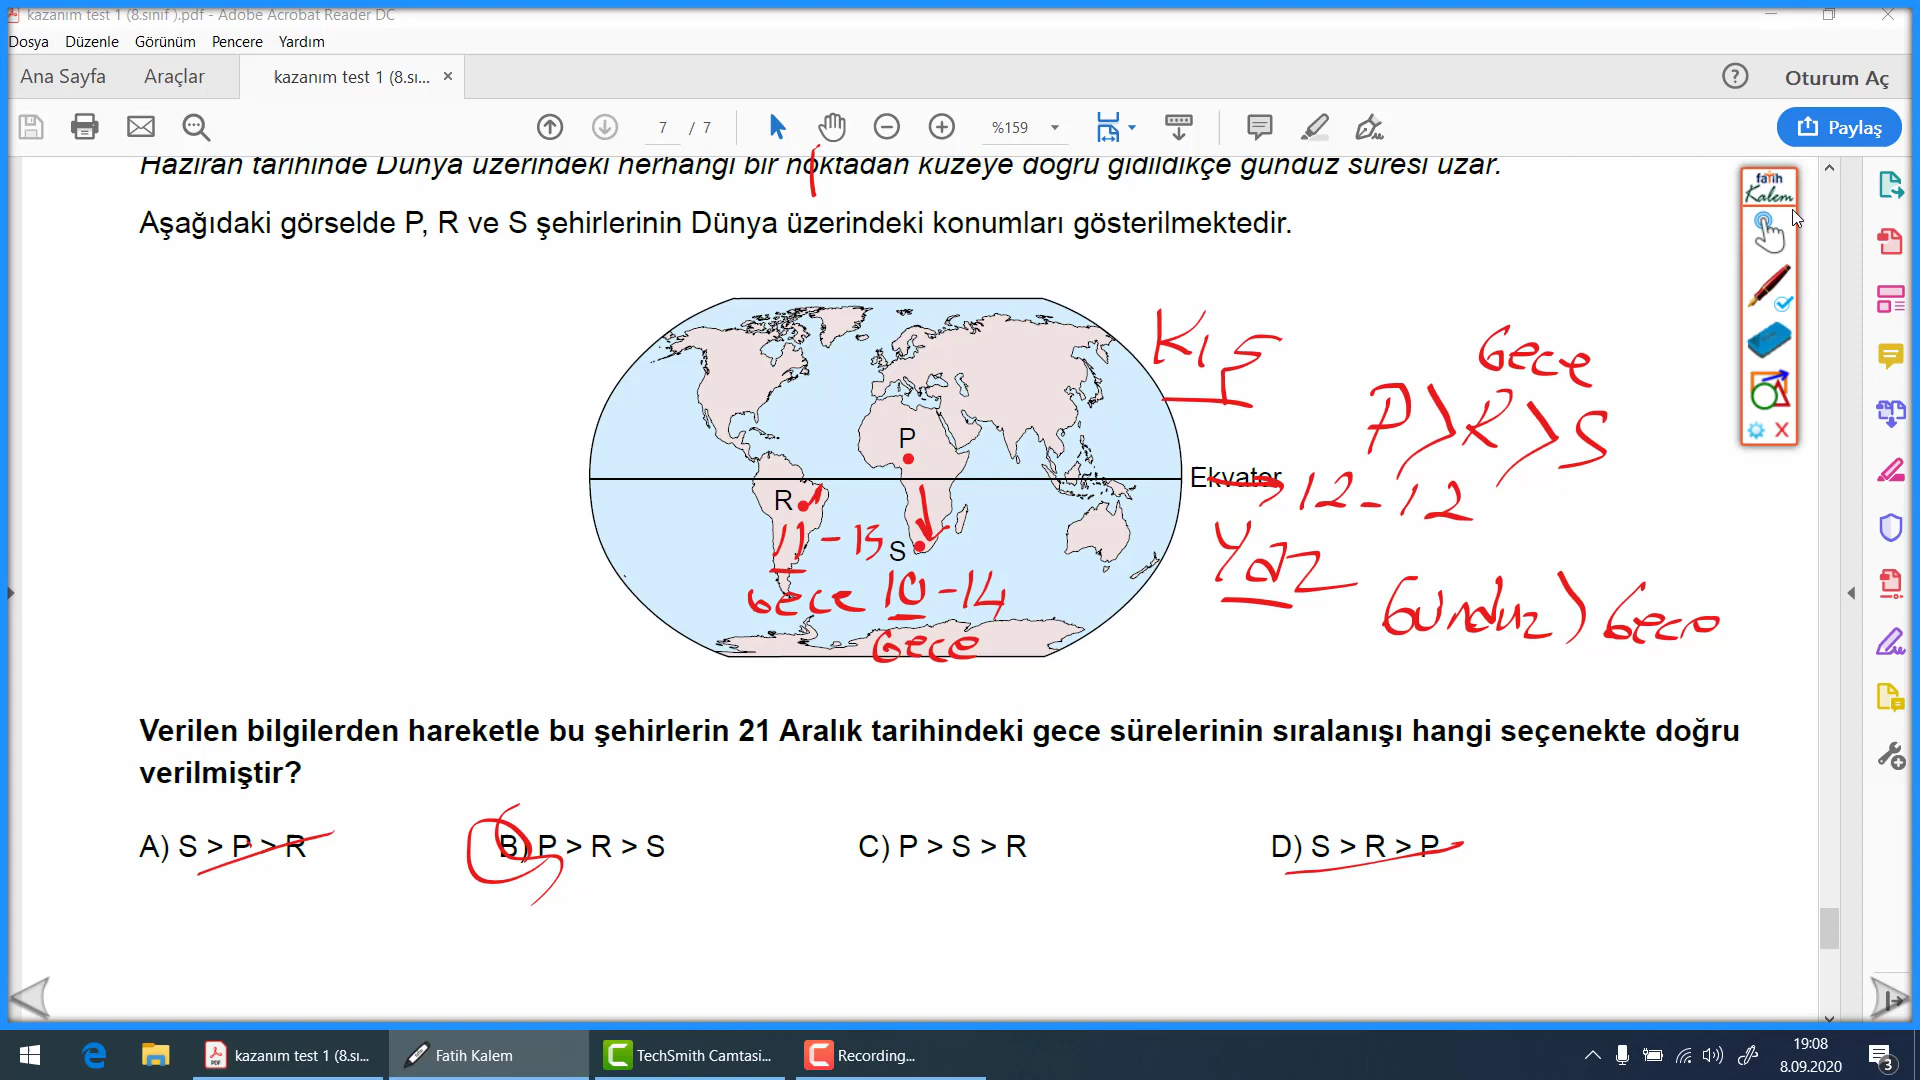 kazanım test 1 (8.sınıf ).pdf - Adobe Acrobat Reader DC
Dosya Düzenle Görünüm Pencere Yardım
Ana Sayfa Araçlar kazanım test 1 (8.sı... × Oturum Aç
7 / 7 %159 Paylaş
Haziran tarihinde Dünya üzerindeki herhangi bir noktadan kuzeye doğru gidildikçe gündüz süresi uzar.
fatih
Kalem
Aşağıdaki görselde P, R ve S şehirlerinin Dünya üzerindeki konumları gösterilmektedir.
Kış
Gece
P > R > S
P
Ekvator
12 - 12
R
11 - 13
S
Yaz
Gece 10 - 14
Gündüz > Gece
Gece
Verilen bilgilerden hareketle bu şehirlerin 21 Aralık tarihindeki gece sürelerinin sıralanışı hangi seçenekte doğru
verilmiştir?
A) S > P > R B) P > R > S C) P > S > R D) S > R > P
kazanım test 1 (8.sı... Fatih Kalem TechSmith Camtasi... Recording...
19:08
8.09.2020
3